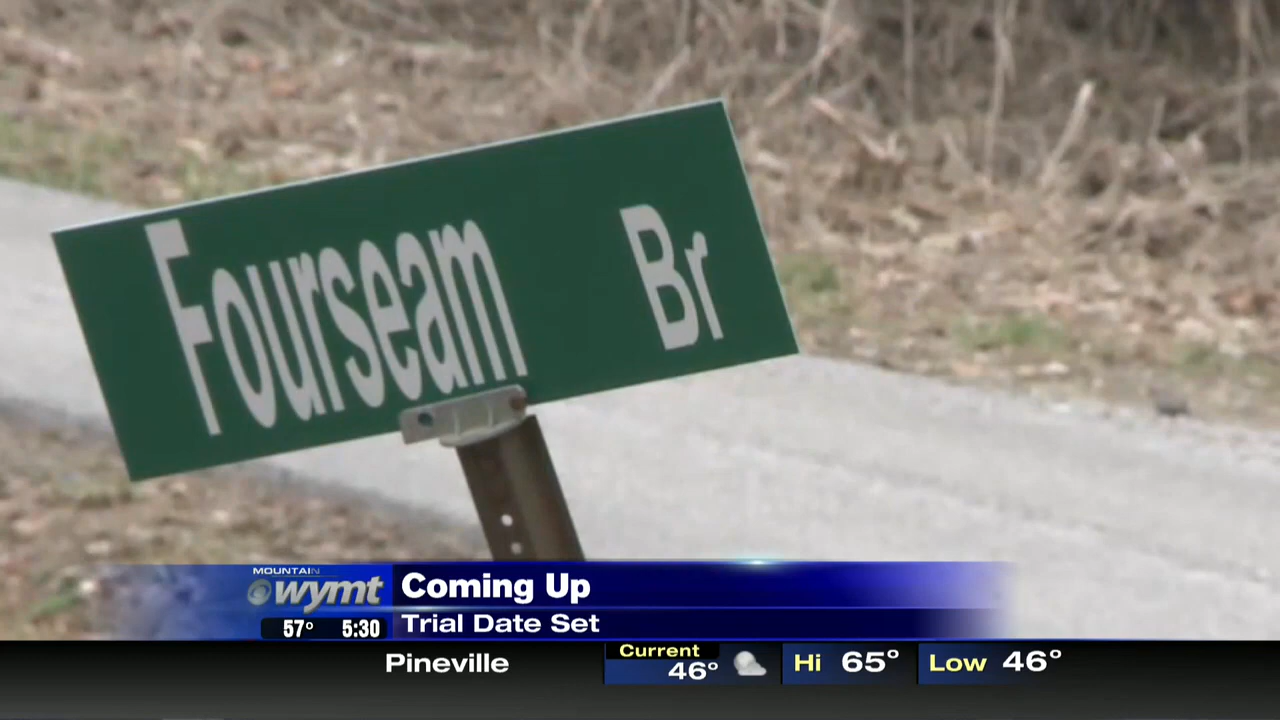 Fourseam Br
MOUNTAIN
wymt
Coming Up
57° 5:30
Trial Date Set
Pineville
Current
46°
Hi 65°
Low 46°